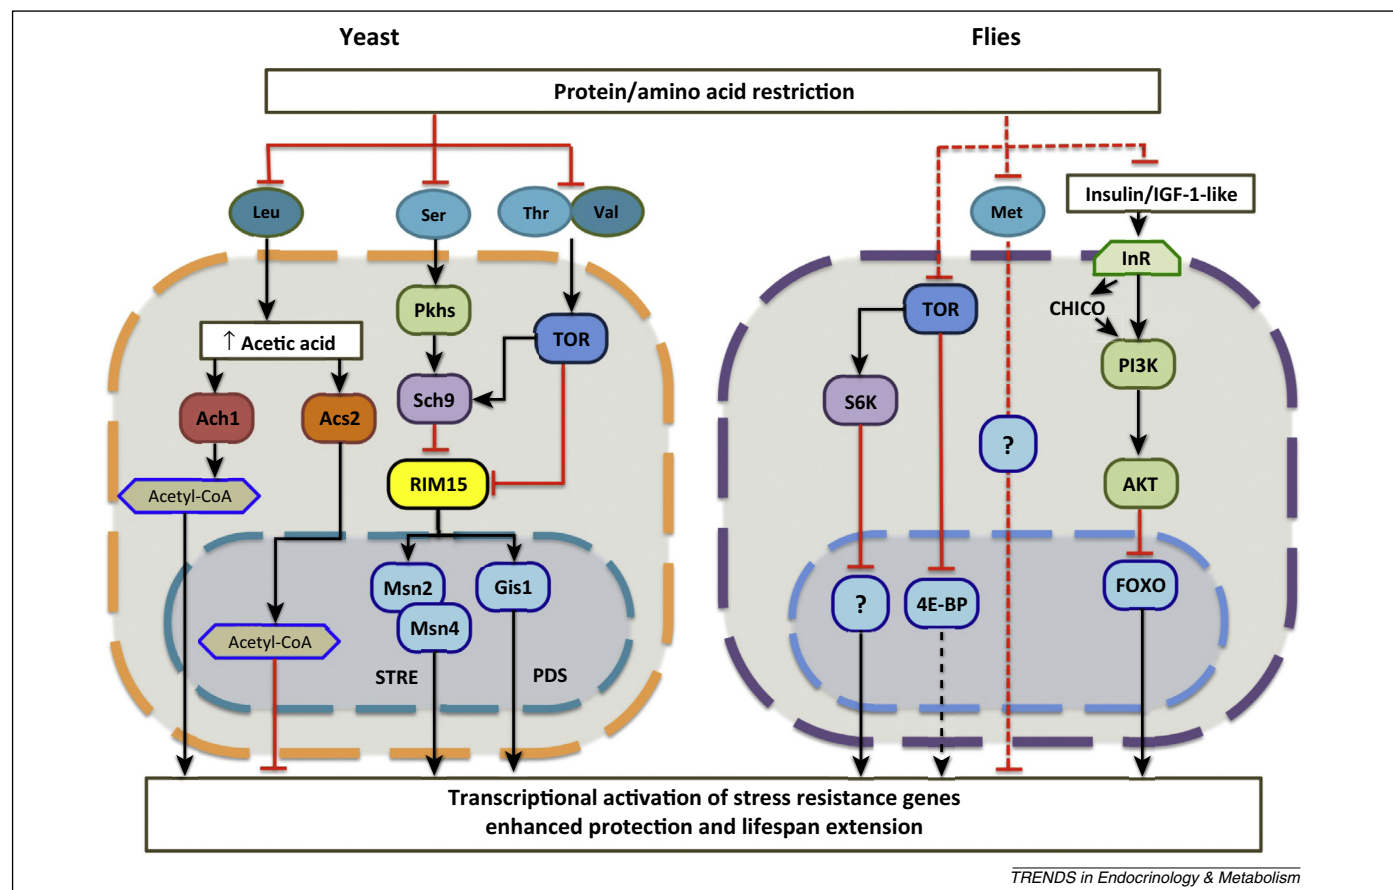 Yeast
Flies
Protein/amino acid restriction
Leu
Ser
Thr
Val
Met
Insulin/IGF-1-like
InR
CHICO
Pkhs
TOR
TOR
↑ Acetic acid
PI3K
Ach1
Acs2
Sch9
S6K
?
Acetyl-CoA
RIM15
AKT
Msn2
Gis1
Msn4
?
4E-BP
FOXO
Acetyl-CoA
STRE
PDS
Transcriptional activation of stress resistance genes
enhanced protection and lifespan extension
TRENDS in Endocrinology & Metabolism